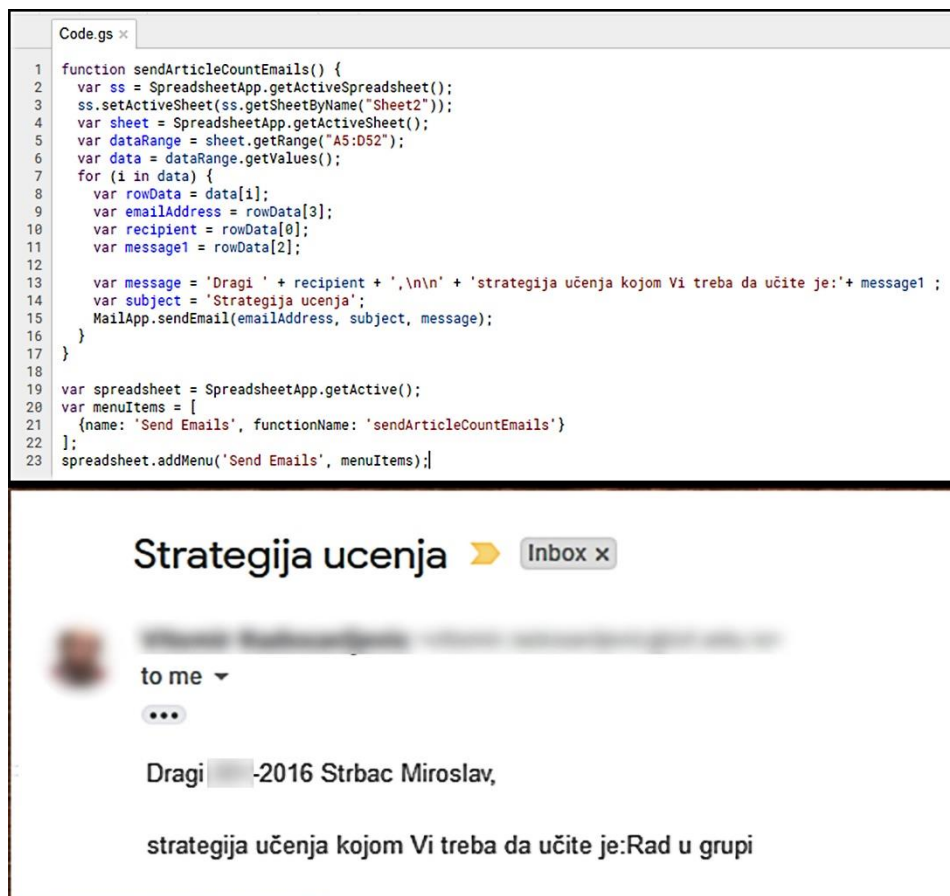 Code.gs ×
1 function sendArticleCountEmails() {
2 var ss = SpreadsheetApp.getActiveSpreadsheet();
3 ss.setActiveSheet(ss.getSheetByName("Sheet2"));
4 var sheet = SpreadsheetApp.getActiveSheet();
5 var dataRange = sheet.getRange("A5:D52");
6 var data = dataRange.getValues();
7 for (i in data) {
8 var rowData = data[i];
9 var emailAddress = rowData[3];
10 var recipient = rowData[0];
11 var message1 = rowData[2];
12
13 var message = 'Dragi ' + recipient + ',\n\n' + 'strategija učenja kojom Vi treba da učite je:'+ message1 ;
14 var subject = 'Strategija ucenja';
15 MailApp.sendEmail(emailAddress, subject, message);
16 }
17 }
18
19 var spreadsheet = SpreadsheetApp.getActive();
20 var menuItems = [
21 {name: 'Send Emails', functionName: 'sendArticleCountEmails'}
22 ];
23 spreadsheet.addMenu('Send Emails', menuItems);
Strategija ucenja Inbox ×
to me
Dragi -2016 Strbac Miroslav,
strategija učenja kojom Vi treba da učite je:Rad u grupi